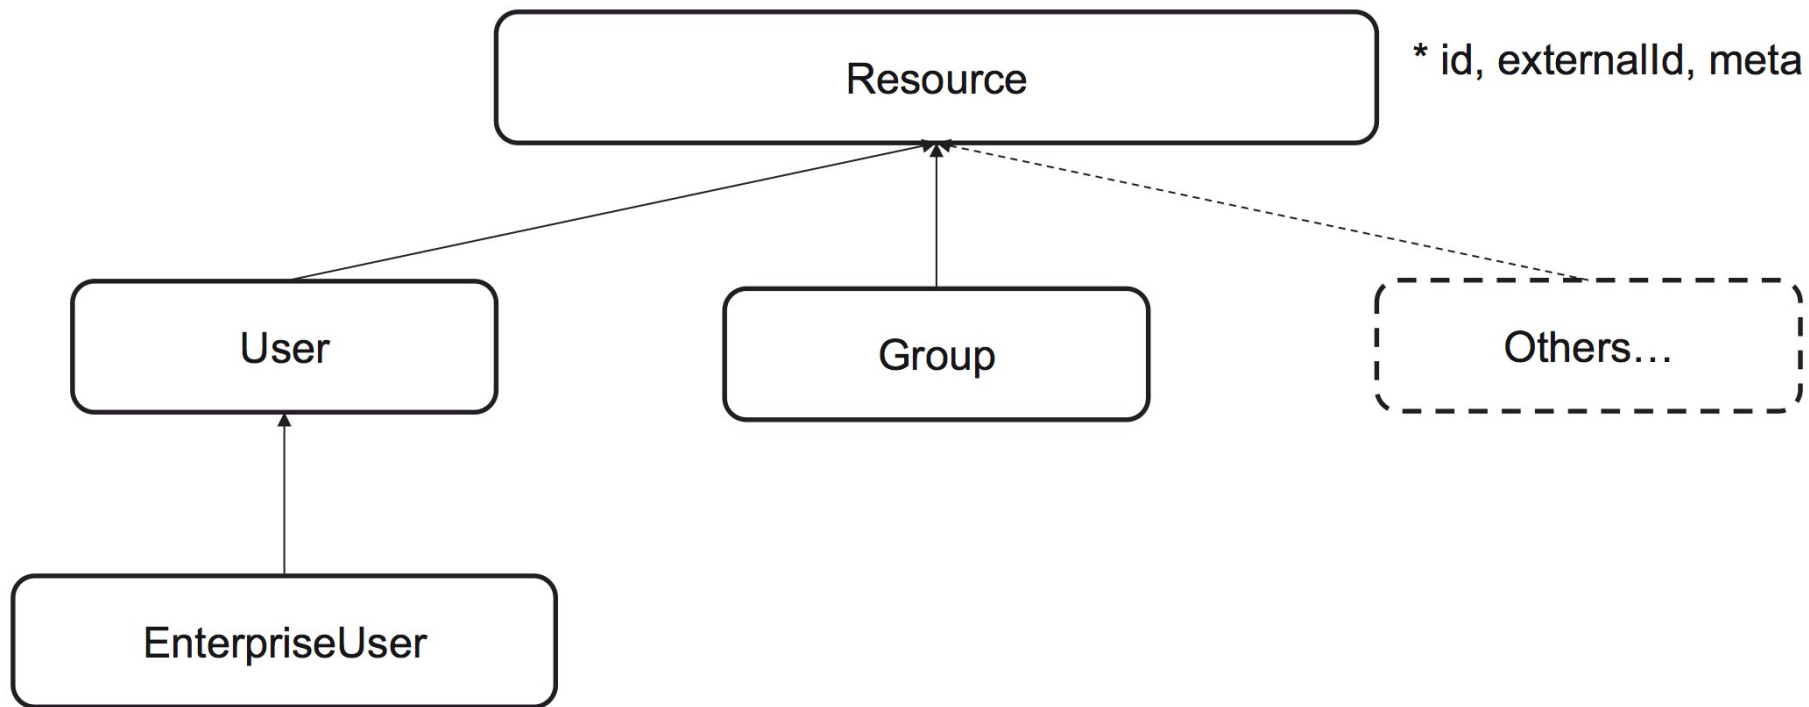 Resource
* id, externalId, meta
User
Group
Others…
EnterpriseUser